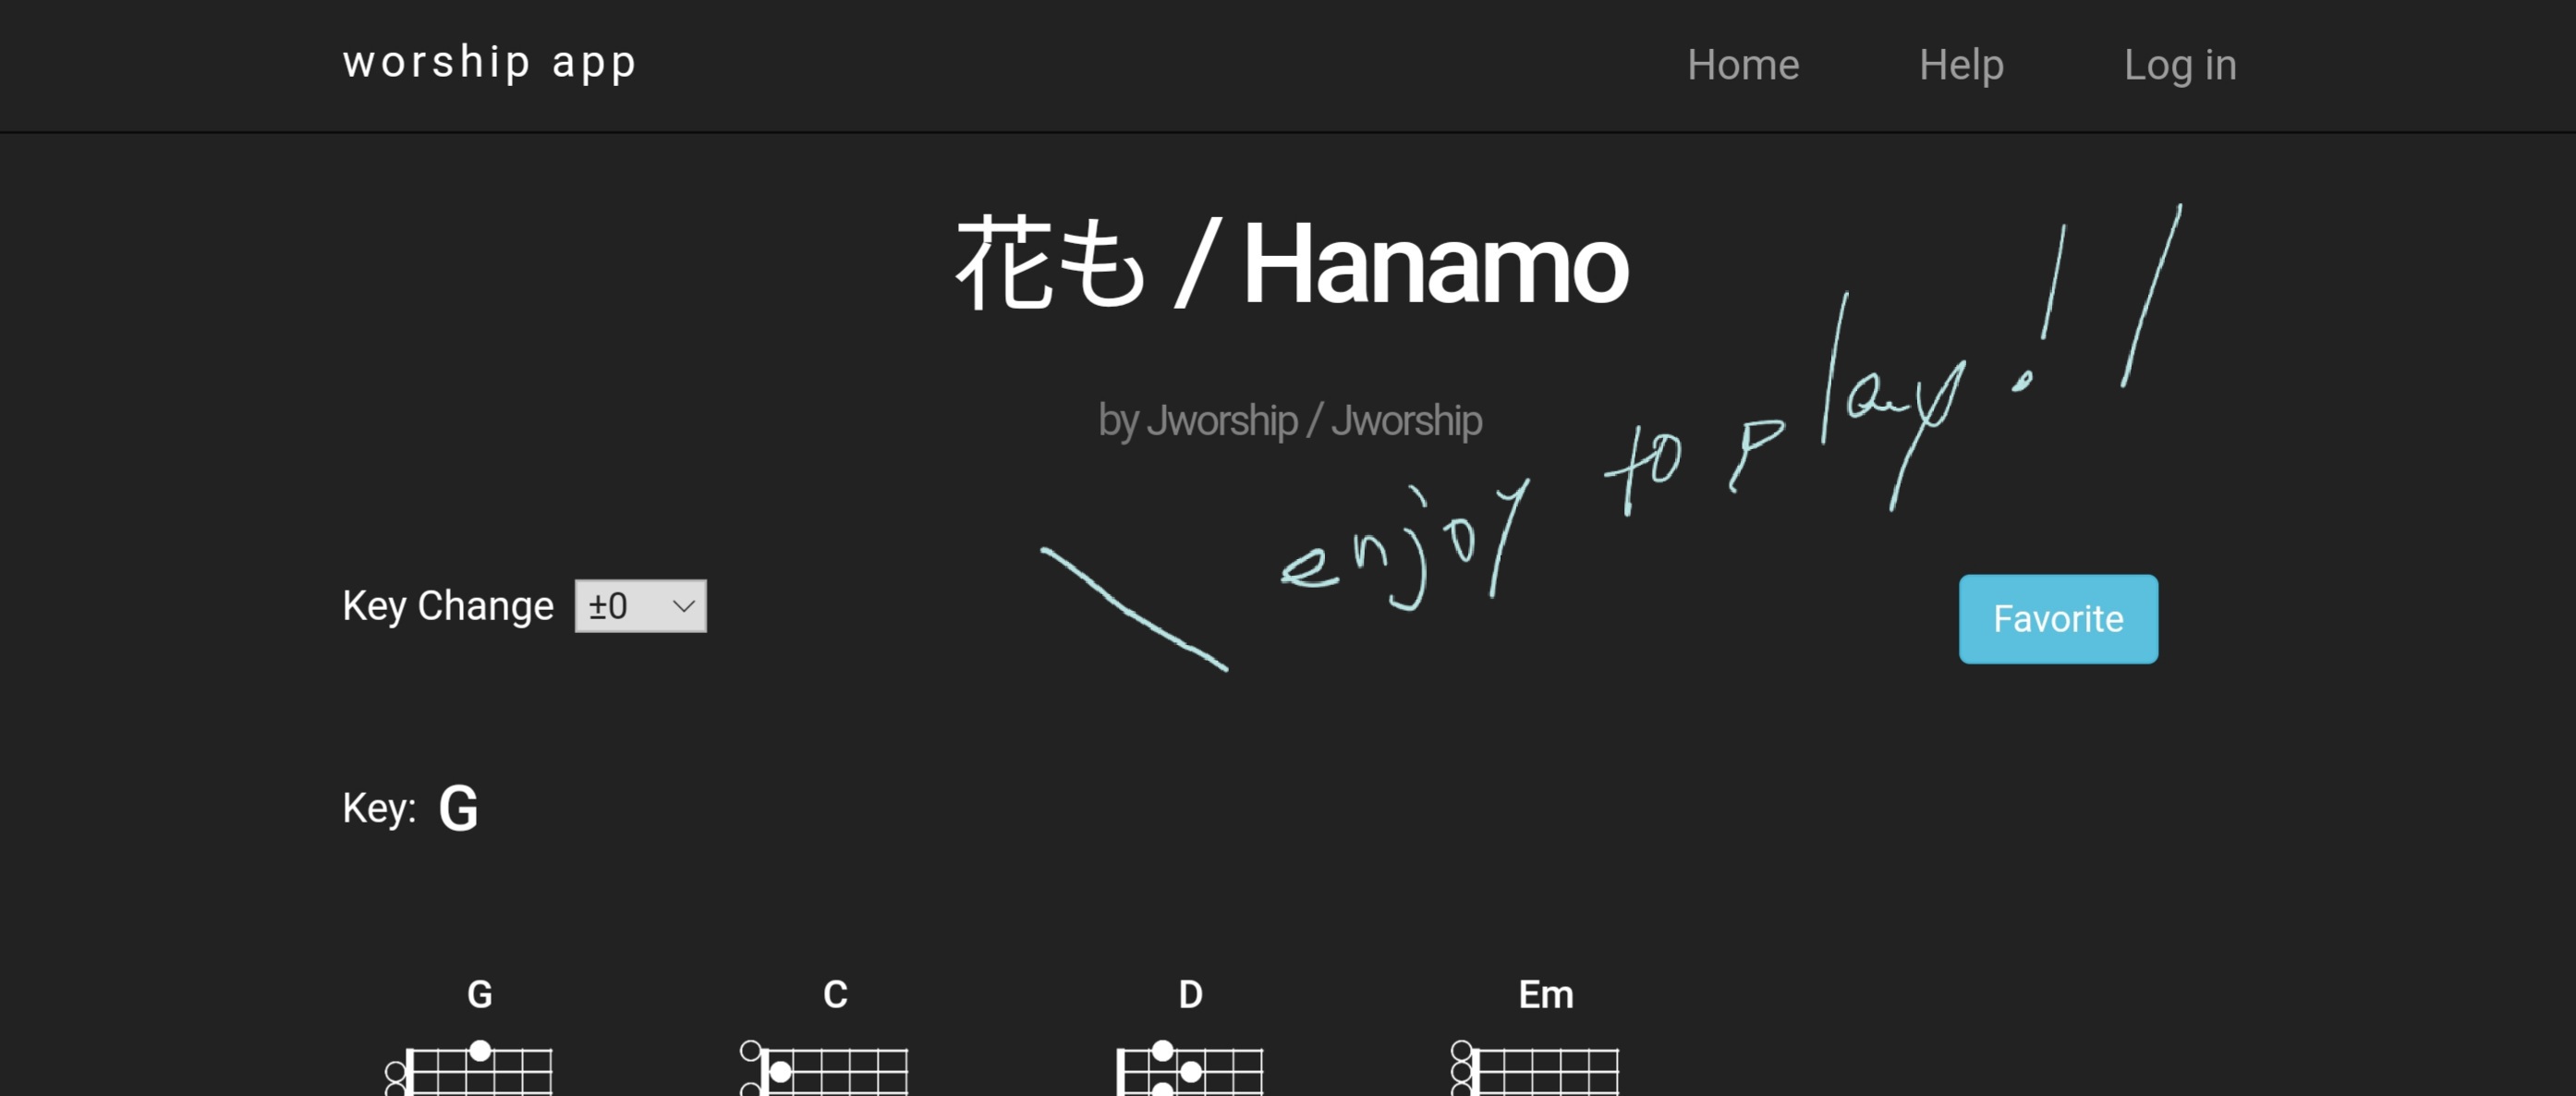 worship app Home Help Log in
花も / Hanamo
by Jworship / Jworship
\ enjoy to play! /
Key Change ±0 Favorite
Key: G
G C D Em